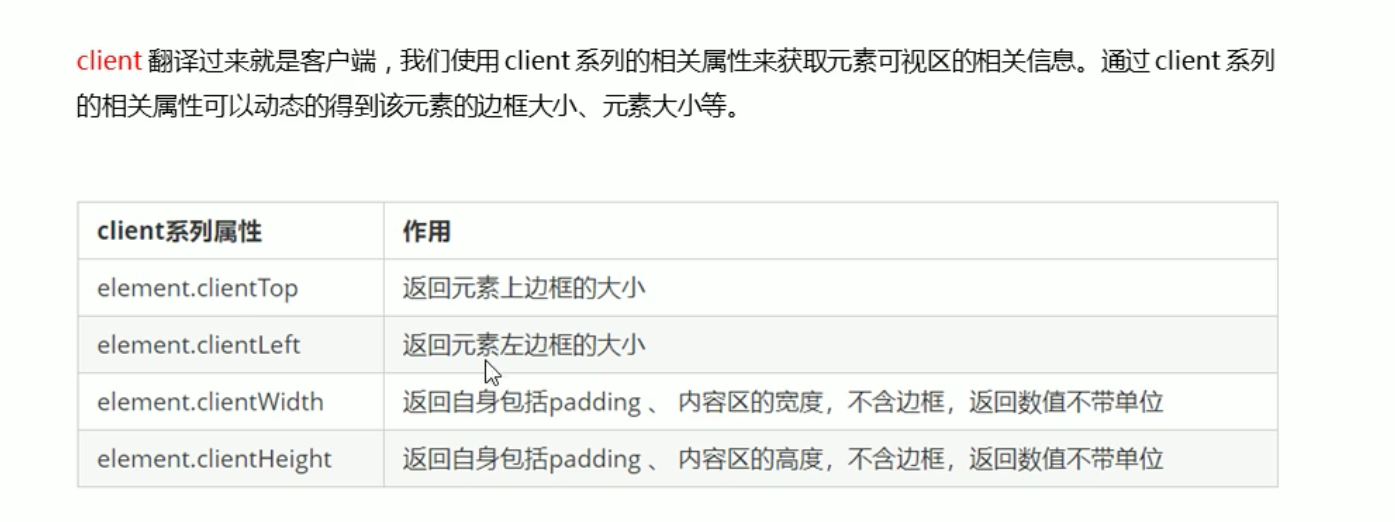 client 翻译过来就是客户端，我们使用 client 系列的相关属性来获取元素可视区的相关信息。通过 client 系列
的相关属性可以动态的得到该元素的边框大小、元素大小等。
client系列属性 作用
element.clientTop 返回元素上边框的大小
element.clientLeft 返回元素左边框的大小
element.clientWidth 返回自身包括padding 、 内容区的宽度，不含边框，返回数值不带单位
element.clientHeight 返回自身包括padding 、 内容区的高度，不含边框，返回数值不带单位